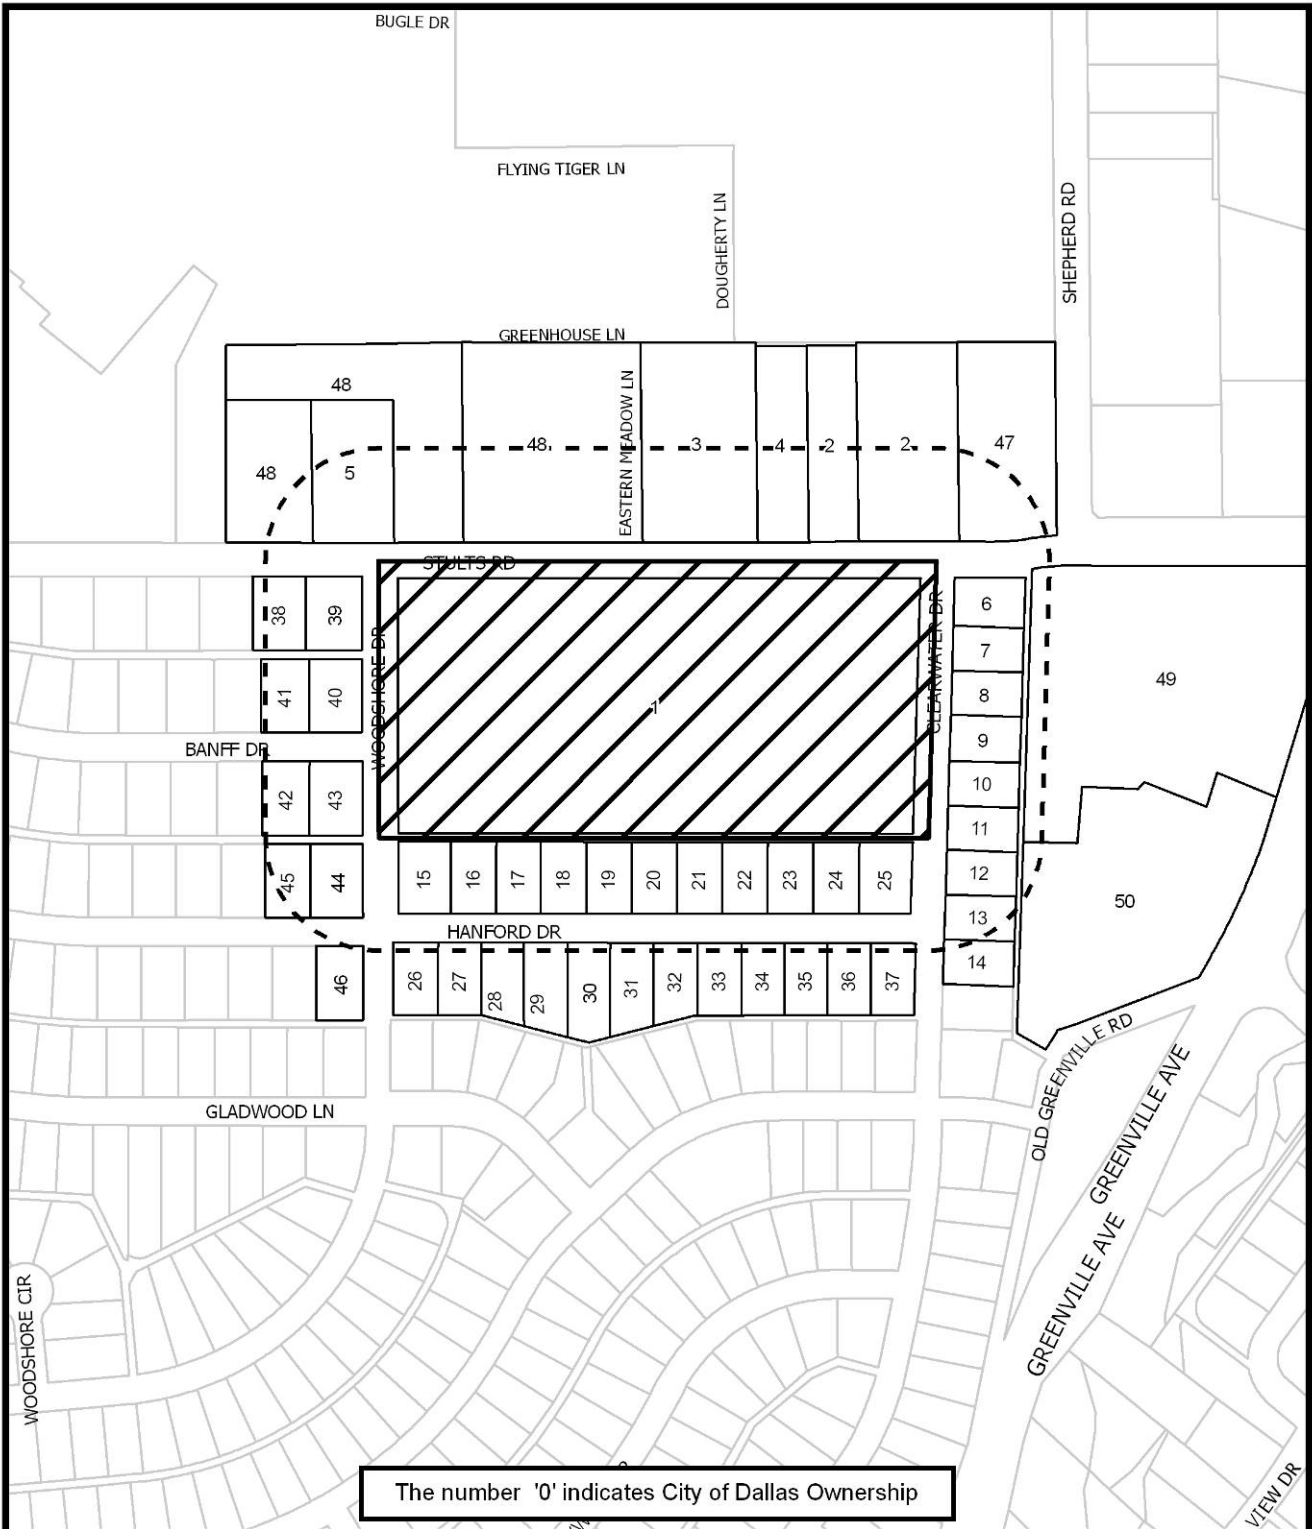 BUGLE DR
FLYING TIGER LN
DOUGHERTY LN
SHEPHERD RD
GREENHOUSE LN
48
EASTERN MEADOW LN
48
5
48
3
4
2
2
47
STULTS RD
38
39
6
7
41
40
WOODSHORE DR
1
CLEARWATER DR
8
49
9
BANFF DR
42
43
10
11
45
44
15
16
17
18
19
20
21
22
23
24
25
12
50
13
HANFORD DR
14
46
26
27
28
29
30
31
32
33
34
35
36
37
OLD GREENVILLE RD
GREENVILLE AVE
GLADWOOD LN
GREENVILLE AVE
WOODSHORE CIR
The number '0' indicates City of Dallas Ownership
VIEW DR